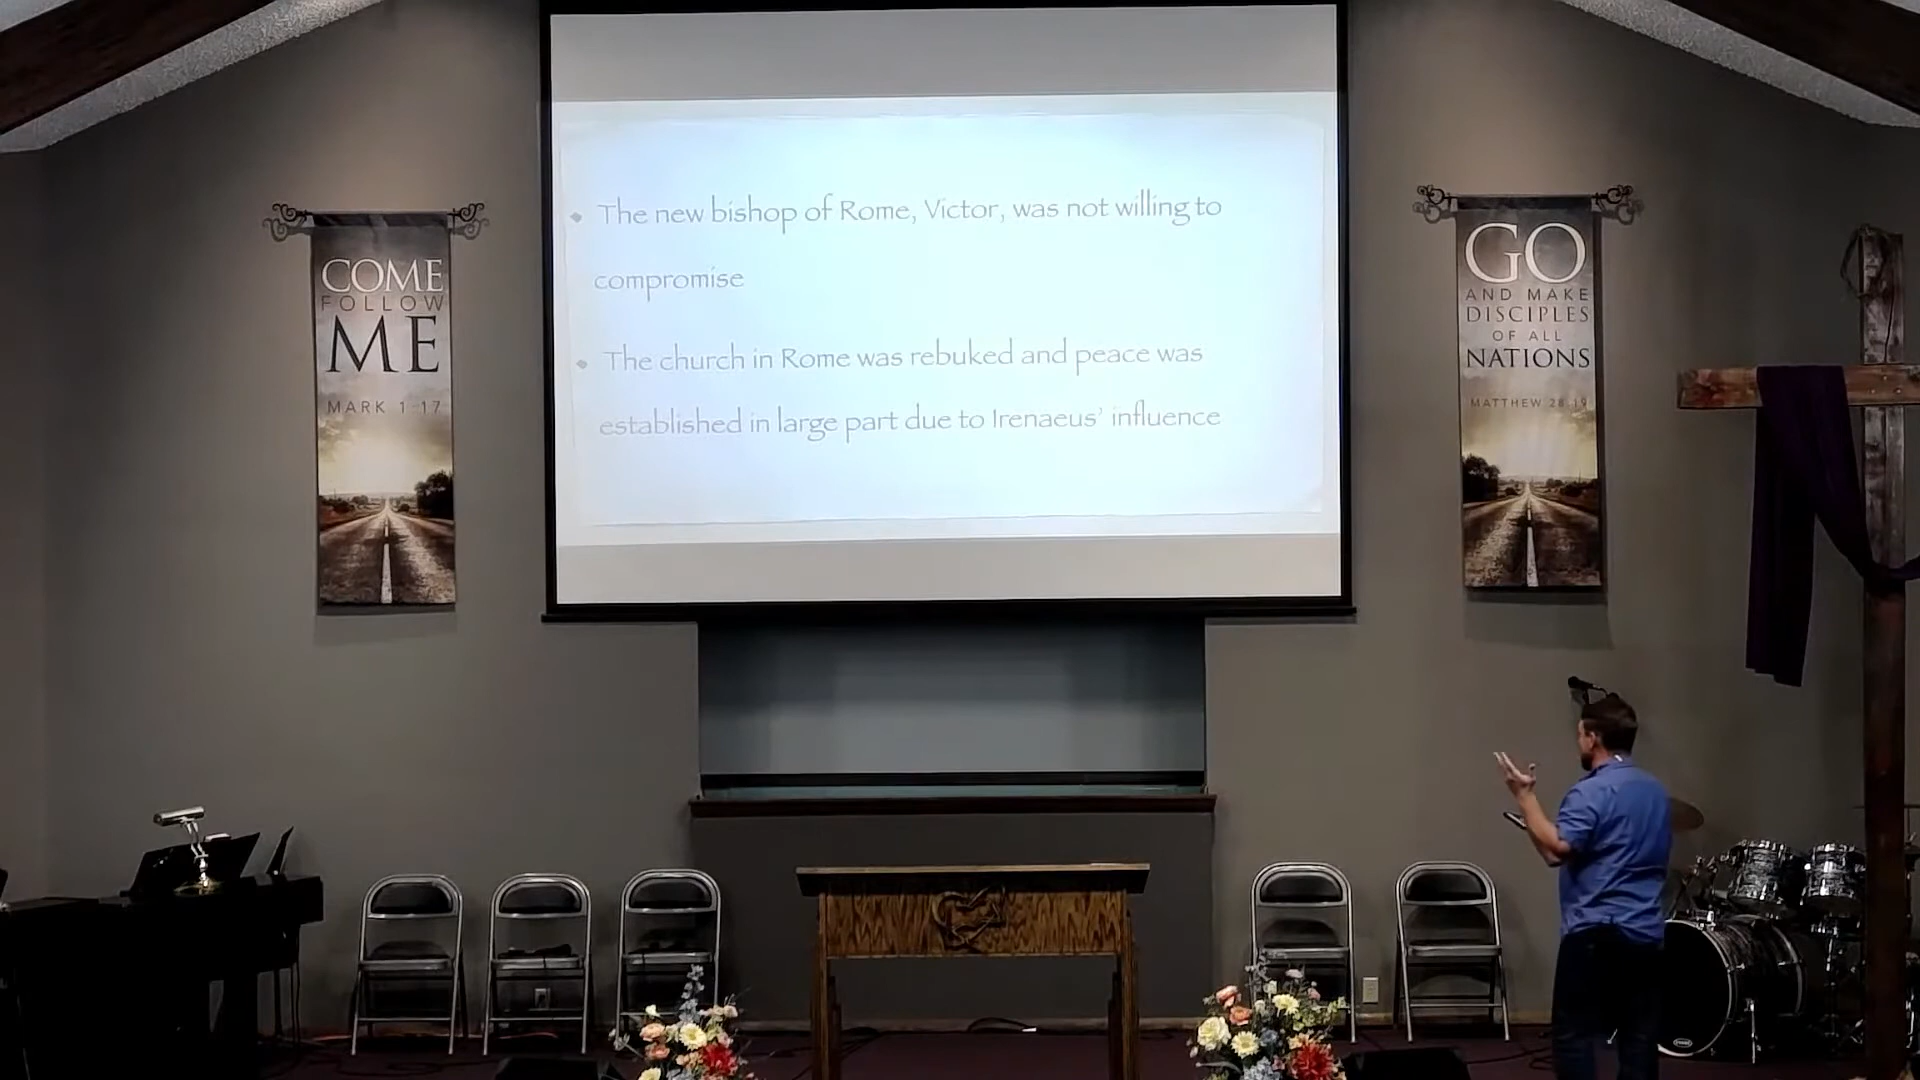 The new bishop of Rome, Victor, was not willing to
compromise
The church in Rome was rebuked and peace was
established in large part due to Irenaeus' influence
COME
FOLLOW
ME
MARK 1-17
GO
AND MAKE
DISCIPLES
OF ALL
NATIONS
MATTHEW 28:19